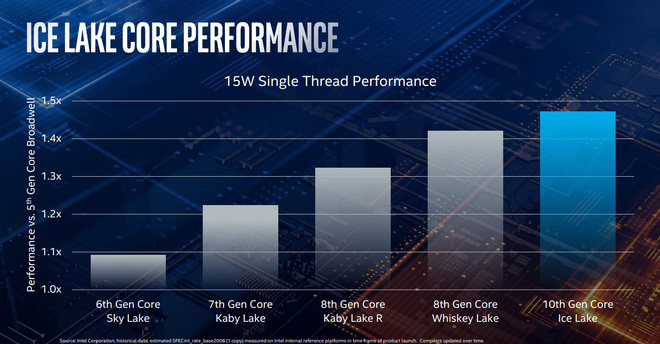 ICE LAKE CORE PERFORMANCE
15W Single Thread Performance
Performance vs. 5th Gen Core Broadwell
1.5x
1.4x
1.3x
1.2x
1.1x
1.0x
6th Gen Core
Sky Lake
7th Gen Core
Kaby Lake
8th Gen Core
Kaby Lake R
8th Gen Core
Whiskey Lake
10th Gen Core
Ice Lake
Source: Intel Corporation; historical data; estimated SPECint_rate_base2006 (1 copy) measured on Intel internal reference platforms in time frame of product launch. Compilers updated over time.